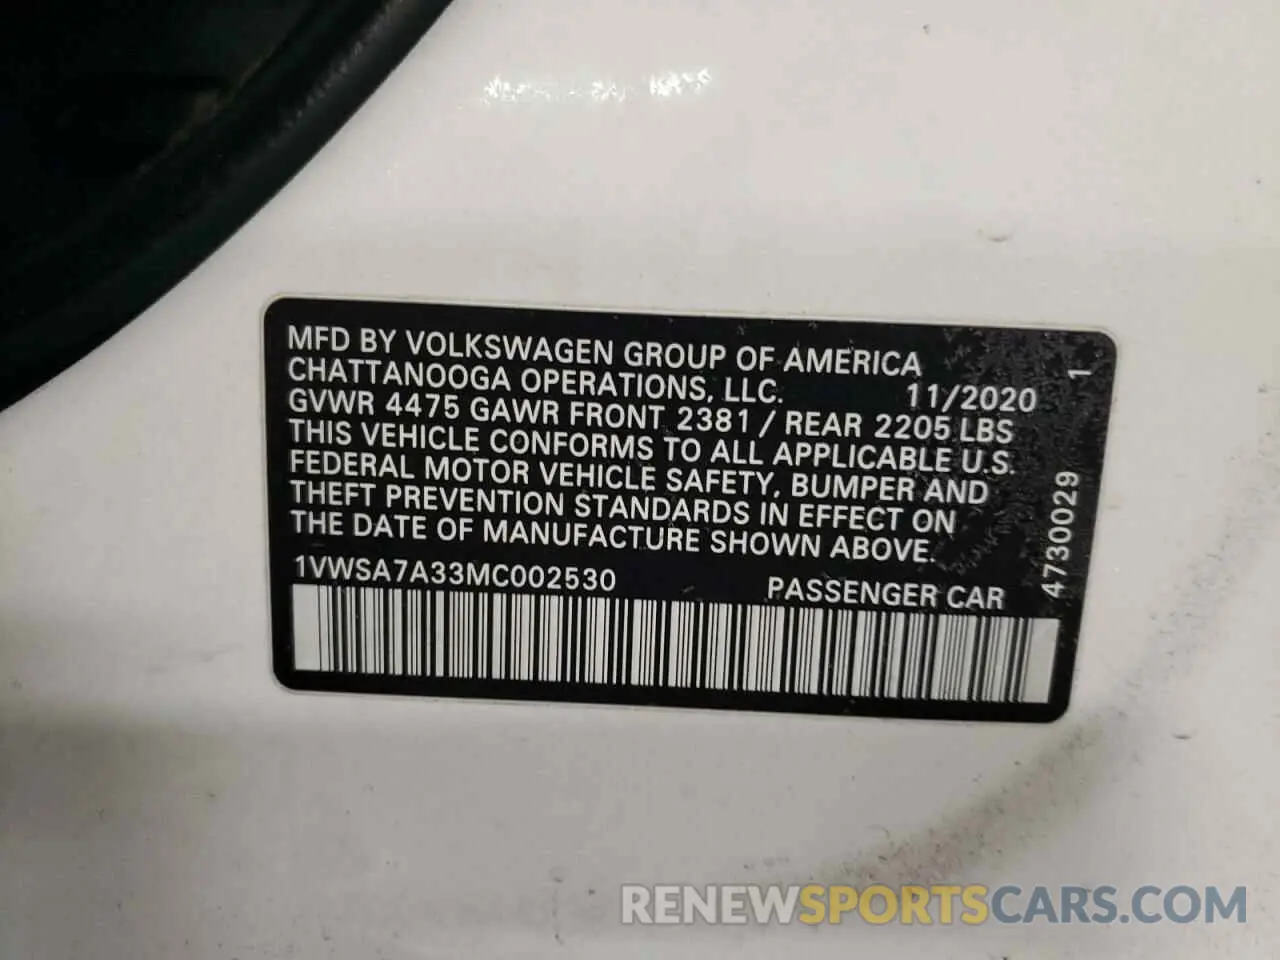 MFD BY VOLKSWAGEN GROUP OF AMERICA
CHATTANOOGA OPERATIONS, LLC. 11/2020
GVWR 4475 GAWR FRONT 2381 / REAR 2205 LBS
THIS VEHICLE CONFORMS TO ALL APPLICABLE U.S.
FEDERAL MOTOR VEHICLE SAFETY, BUMPER AND
THEFT PREVENTION STANDARDS IN EFFECT ON
THE DATE OF MANUFACTURE SHOWN ABOVE.
1VWSA7A33MC002530 PASSENGER CAR
4730029 1
RENEWSPORTSCARS.COM